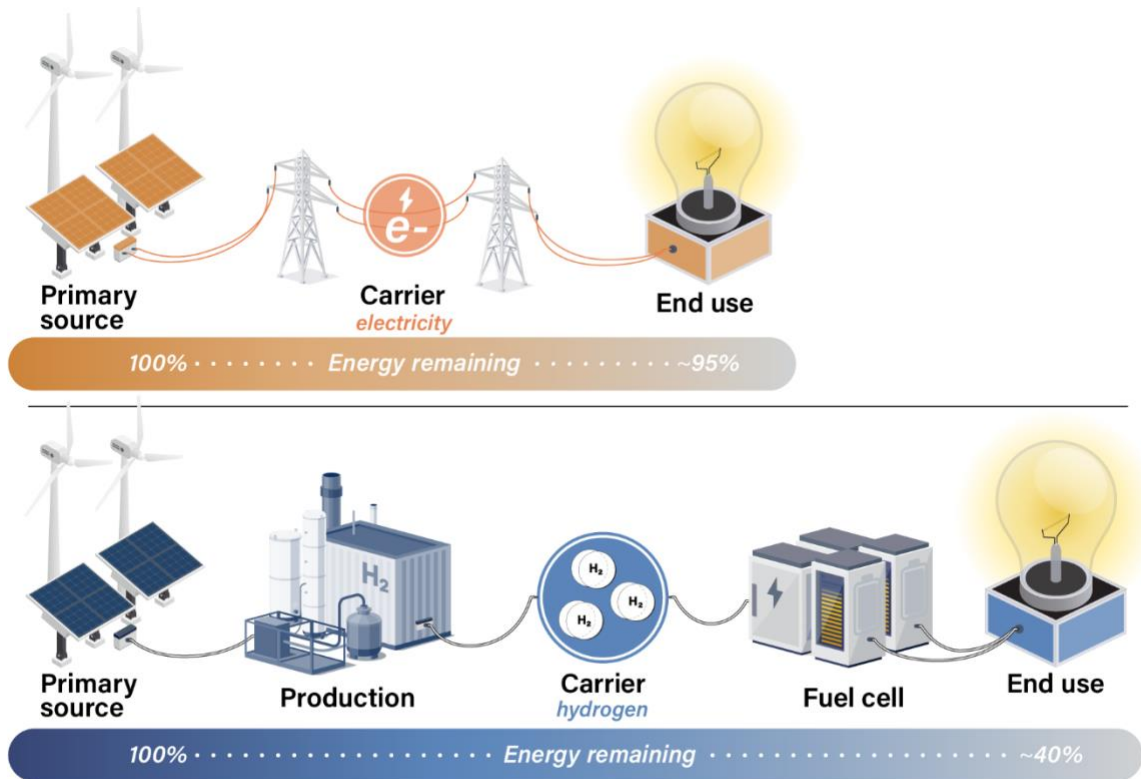 e-
Primary
source
Carrier
electricity
End use
100% · · · · · · · · Energy remaining · · · · · · · · ~95%
H₂
H₂
H₂
H₂
Primary
source
Production
Carrier
hydrogen
Fuel cell
End use
100% · · · · · · · · · · · · · · · · · · · · Energy remaining · · · · · · · · · · · · · · · · · · · · ~40%